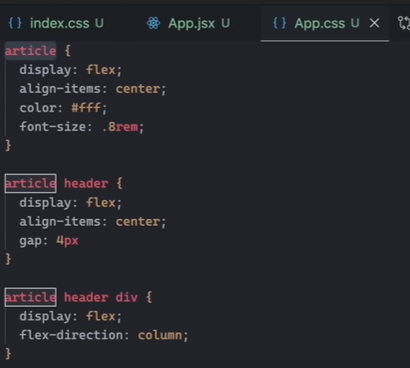 index.css U App.jsx U App.css U
article {
  display: flex;
  align-items: center;
  color: #fff;
  font-size: .8rem;
}
article header {
  display: flex;
  align-items: center;
  gap: 4px
}
article header div {
  display: flex;
  flex-direction: column;
}